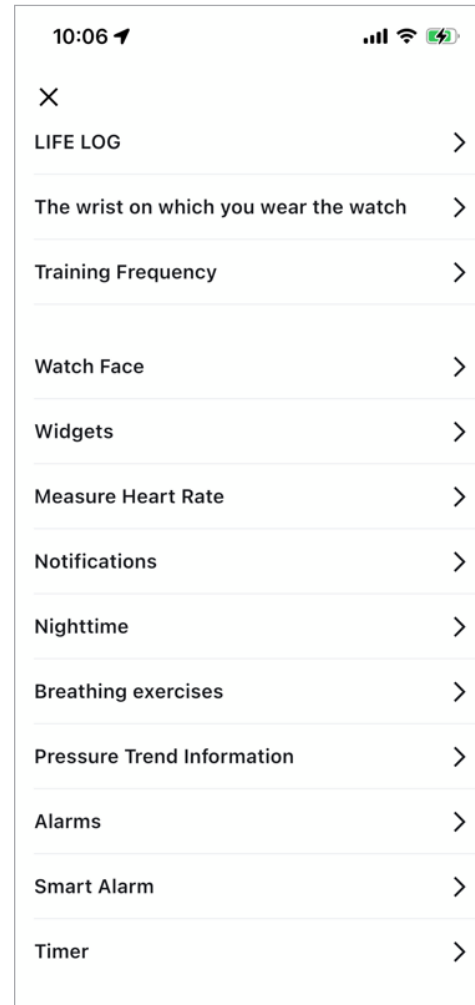 10:06
LIFE LOG
The wrist on which you wear the watch
Training Frequency
Watch Face
Widgets
Measure Heart Rate
Notifications
Nighttime
Breathing exercises
Pressure Trend Information
Alarms
Smart Alarm
Timer